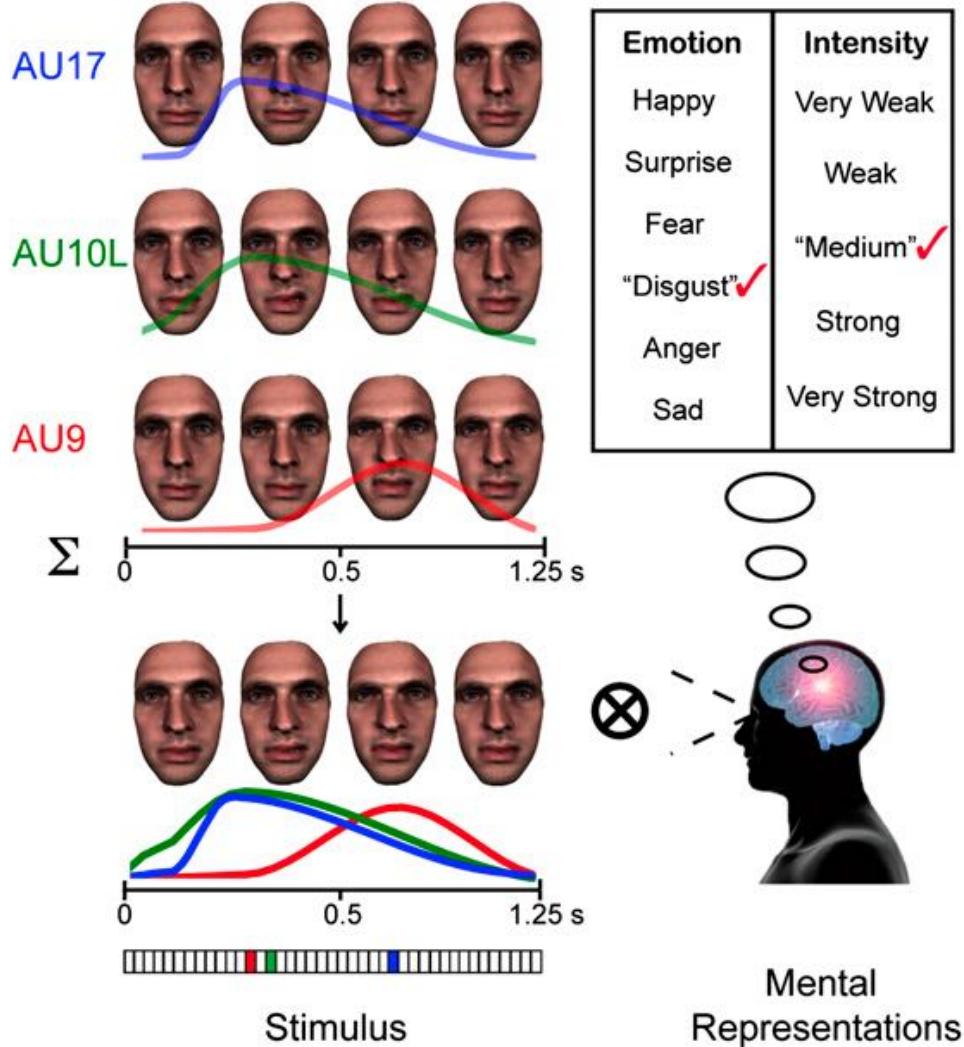 AU17
AU10L
AU9
Σ
0
0.5
1.25 s
0
0.5
1.25 s
Stimulus
Emotion
Happy
Surprise
Fear
“Disgust”✓
Anger
Sad
Intensity
Very Weak
Weak
“Medium”✓
Strong
Very Strong
Mental
Representations